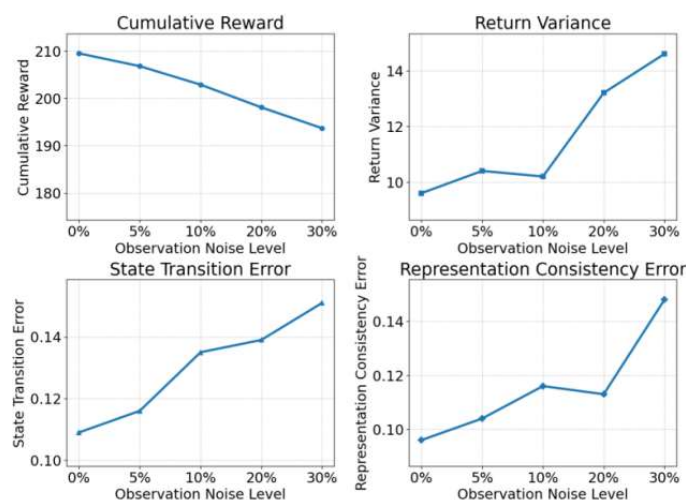 Cumulative Reward
Cumulative Reward
210
200
190
180
0%
5%
10%
20%
30%
Observation Noise Level
Return Variance
Return Variance
14
12
10
0%
5%
10%
20%
30%
Observation Noise Level
State Transition Error
State Transition Error
0.14
0.12
0.10
0%
5%
10%
20%
30%
Observation Noise Level
Representation Consistency Error
Representation Consistency Error
0.14
0.12
0.10
0%
5%
10%
20%
30%
Observation Noise Level